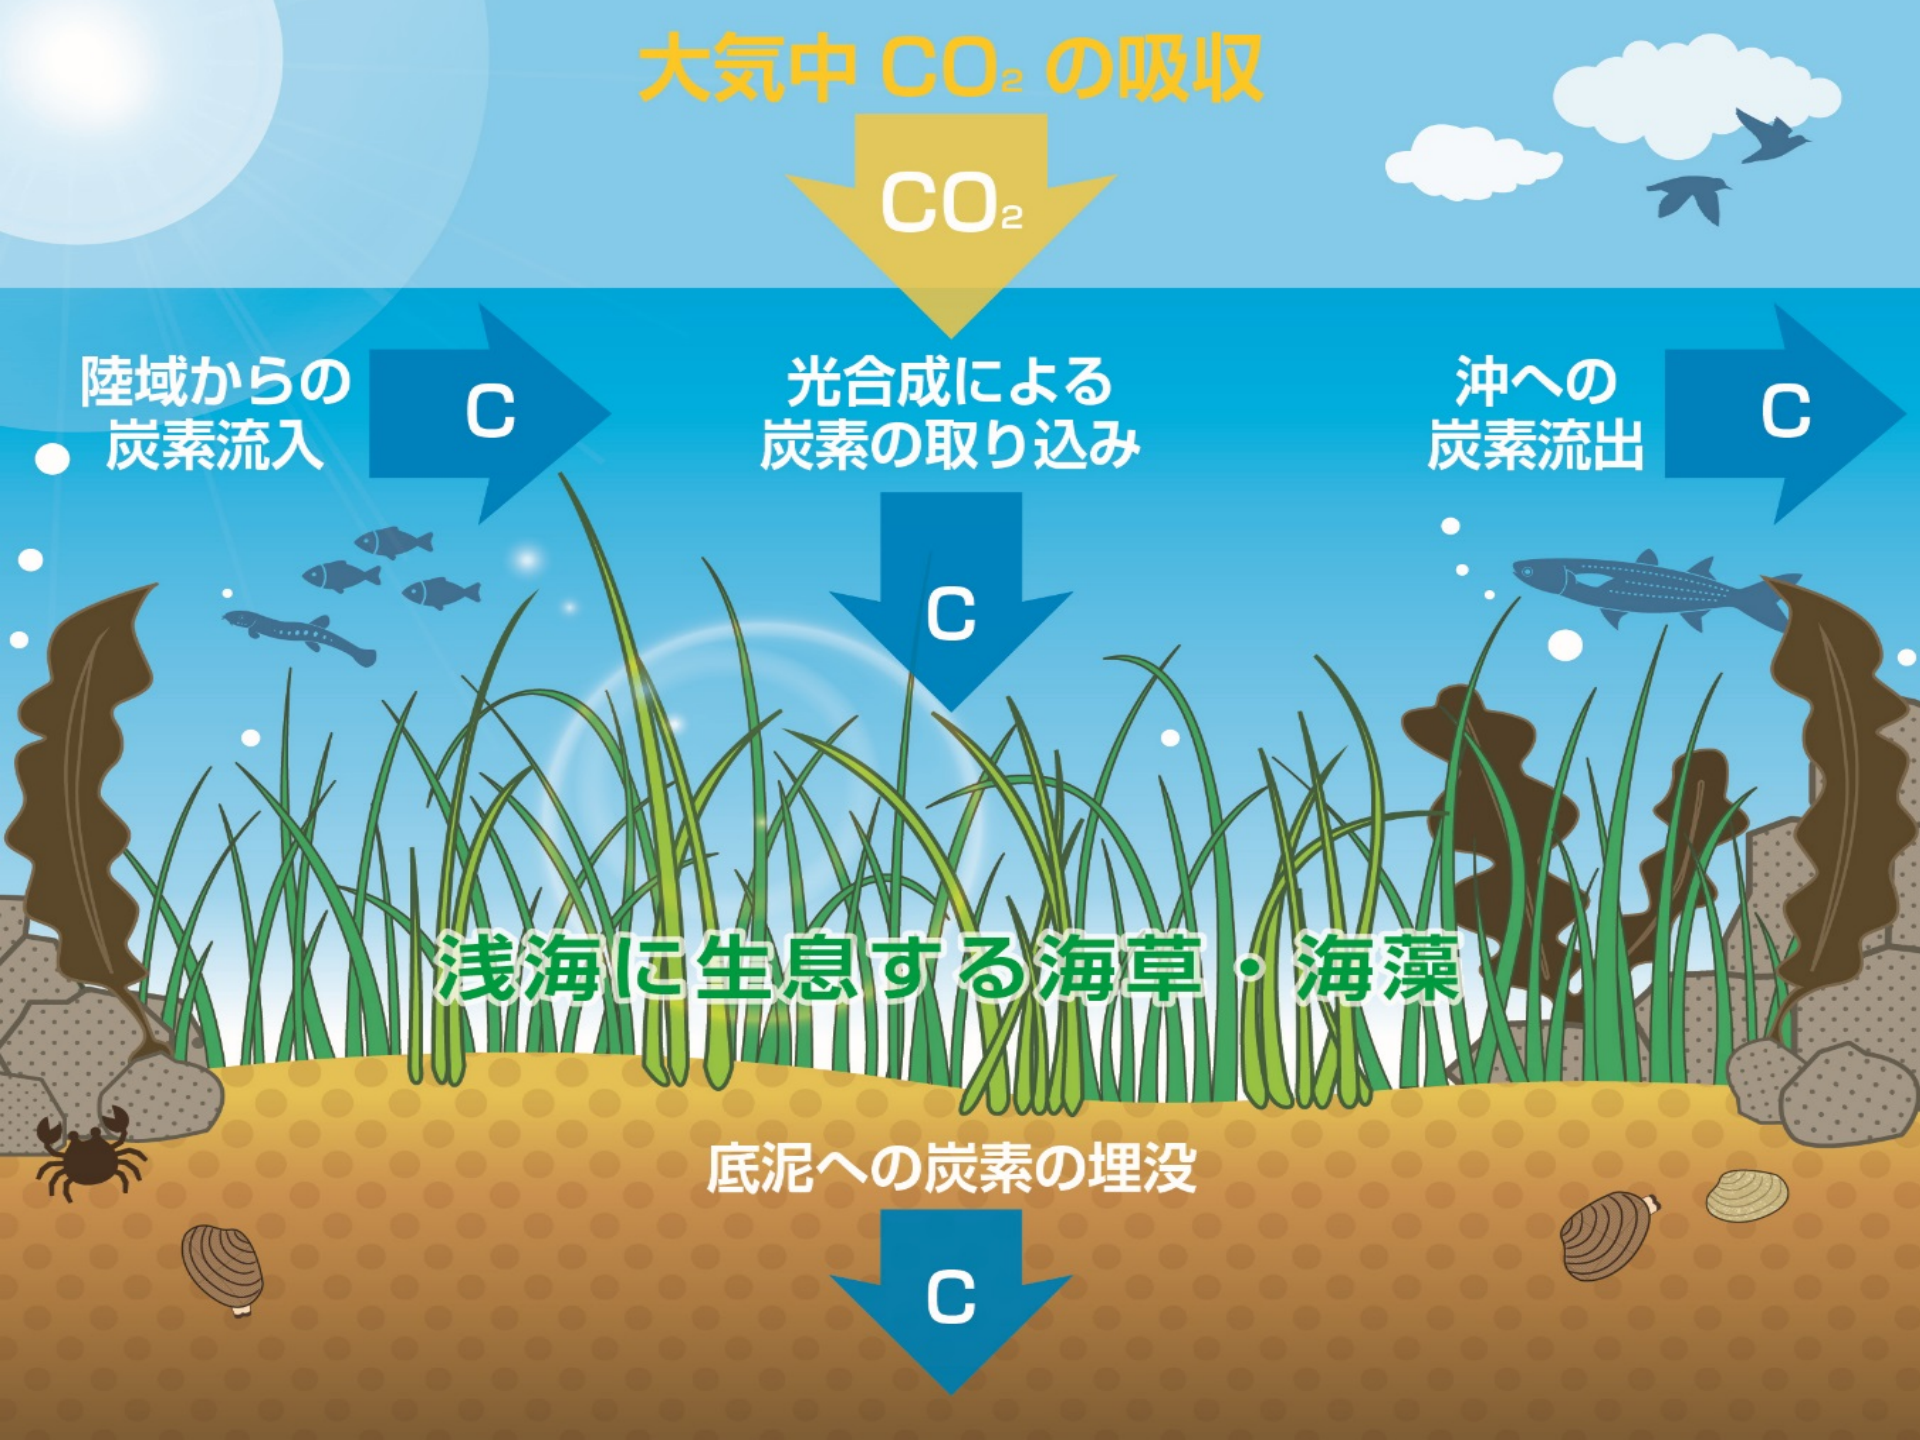 大気中 CO₂ の吸収
CO₂
陸域からの
炭素流入
C
光合成による
炭素の取り込み
沖への
炭素流出
C
C
浅海に生息する海草・海藻
底泥への炭素の埋没
C